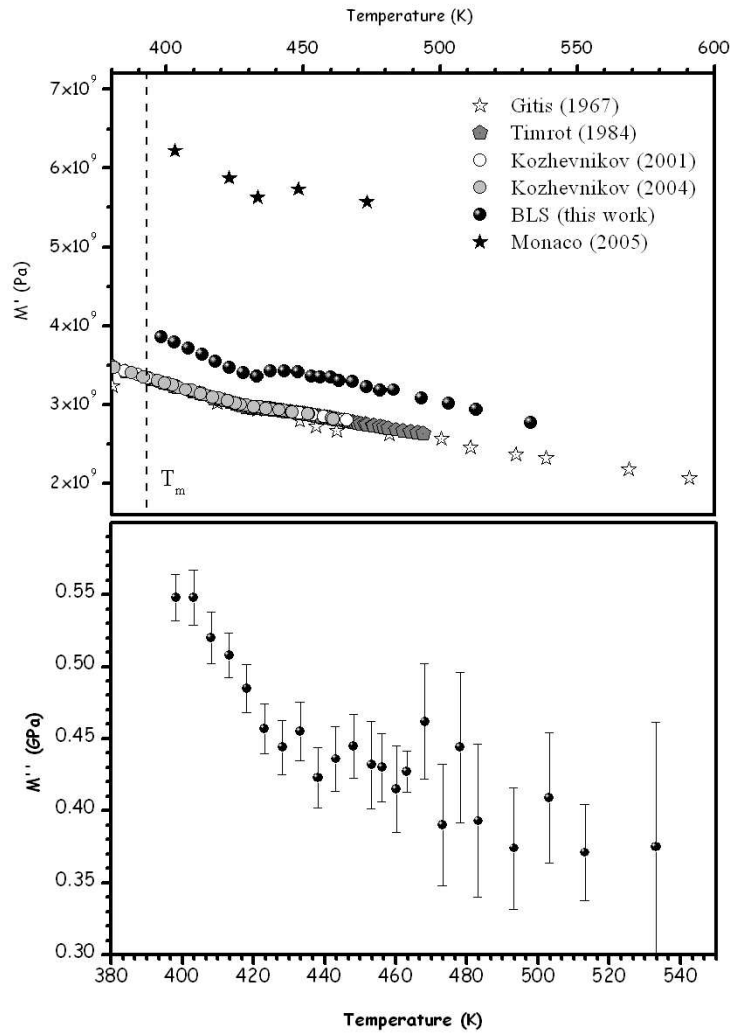 Temperature (K)
400 450 500 550 600
7×10⁹
6×10⁹
5×10⁹
4×10⁹
3×10⁹
2×10⁹
M' (Pa)
Gitis (1967)
Timrot (1984)
Kozhevnikov (2001)
Kozhevnikov (2004)
BLS (this work)
Monaco (2005)
Tₘ
0.55
0.50
0.45
0.40
0.35
0.30
M'' (GPa)
380 400 420 440 460 480 500 520 540
Temperature (K)